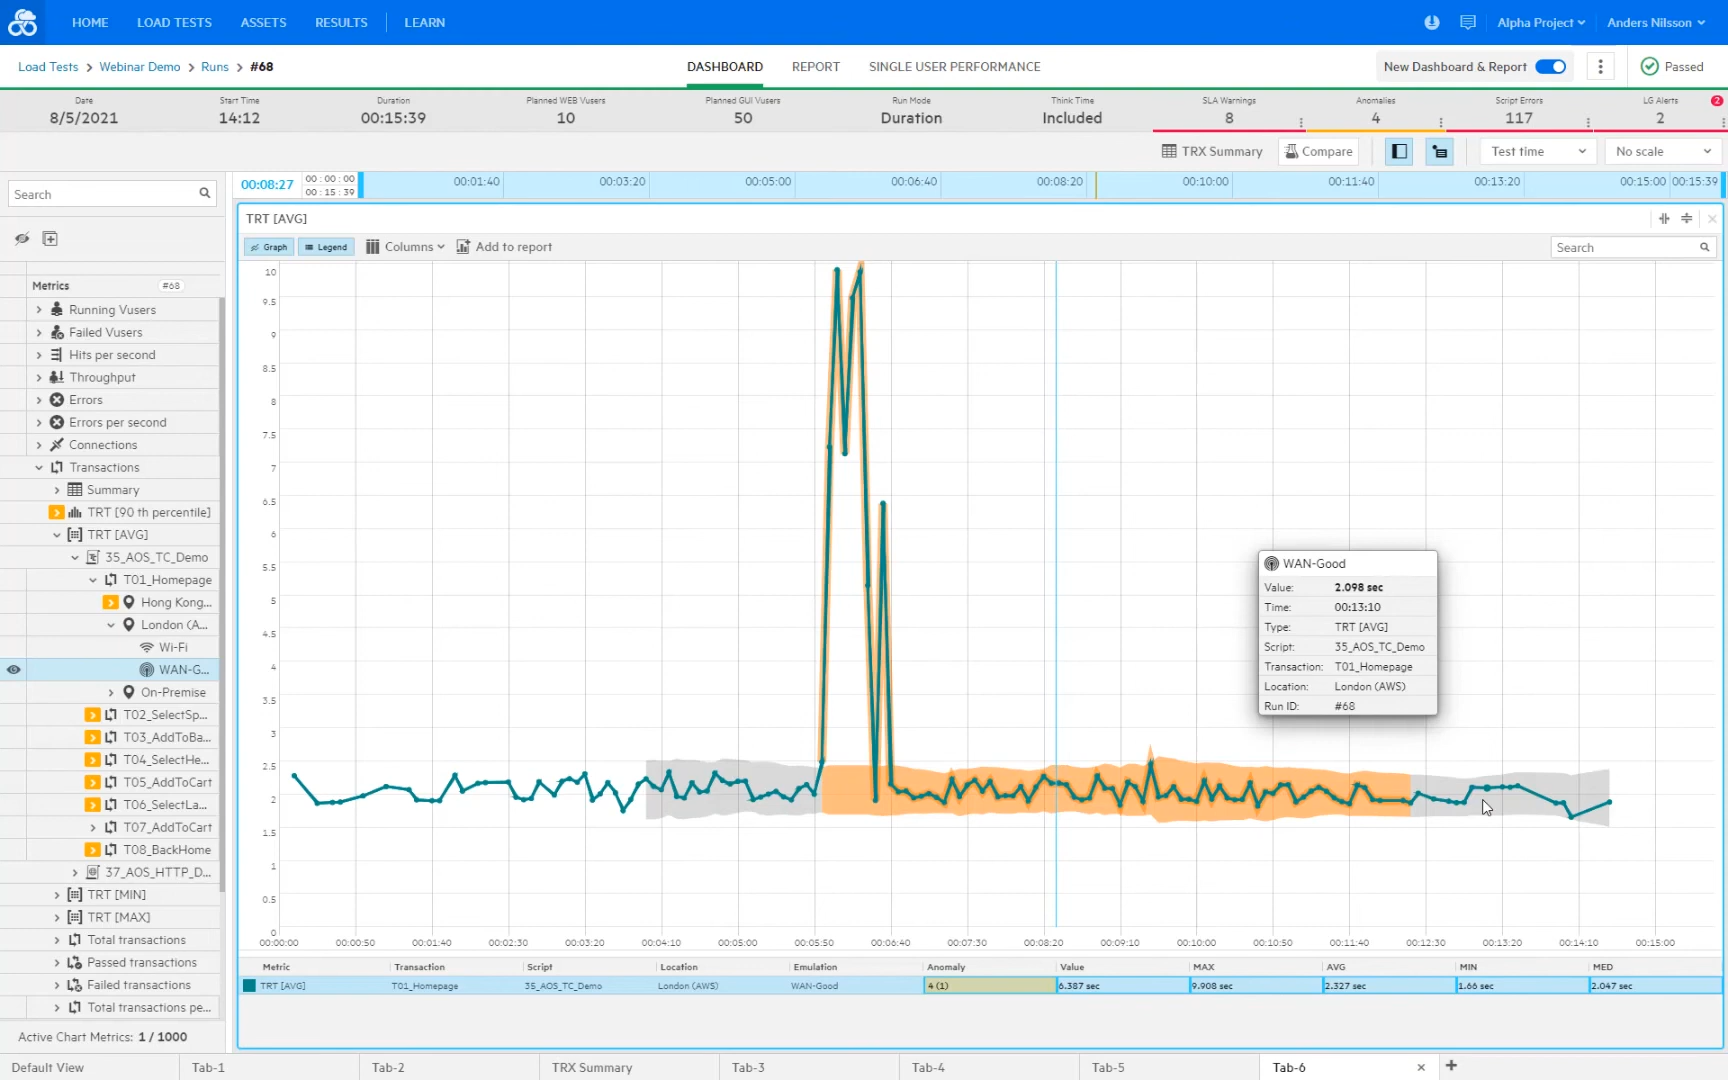 HOME LOAD TESTS ASSETS RESULTS LEARN Alpha Project Anders Nilsson
Load Tests > Webinar Demo > Runs > #68 DASHBOARD REPORT SINGLE USER PERFORMANCE New Dashboard & Report Passed
Date Start Time Duration Planned WEB Vusers Planned GUI Vusers Run Mode Think Time SLA Warnings Anomalies Script Errors LG Alerts 2
8/5/2021 14:12 00:15:39 10 50 Duration Included 8 4 117 2
TRX Summary Compare Test time No scale
Search
00:08:27 00:00:00 00:01:40 00:03:20 00:05:00 00:06:40 00:08:20 00:10:00 00:11:40 00:13:20 00:15:00 00:15:39
00:15:39
TRT [AVG]
Graph Legend Columns Add to report Search
Metrics #68
Running Vusers
Failed Vusers
Hits per second
Throughput
Errors
Errors per second
Connections
Transactions
Summary
TRT [90 th percentile]
TRT [AVG]
35_AOS_TC_Demo
T01_Homepage
Hong Kong...
London (A...
Wi-Fi
WAN-G...
On-Premise
T02_SelectSp...
T03_AddToBa...
T04_SelectHe...
T05_AddToCart
T06_SelectLa...
T07_AddToCart
T08_BackHome
37_AOS_HTTP_D...
TRT [MIN]
TRT [MAX]
Total transactions
Passed transactions
Failed transactions
Total transactions pe...
Active Chart Metrics: 1 / 1000
10
9.5
9
8.5
8
7.5
7
6.5
6
5.5
5
4.5
4
3.5
3
2.5
2
1.5
1
0.5
0
00:00:00 00:00:50 00:01:40 00:02:30 00:03:20 00:04:10 00:05:00 00:05:50 00:06:40 00:07:30 00:08:20 00:09:10 00:10:00 00:10:50 00:11:40 00:12:30 00:13:20 00:14:10 00:15:00
WAN-Good
Value: 2.098 sec
Time: 00:13:10
Type: TRT [AVG]
Script: 35_AOS_TC_Demo
Transaction: T01_Homepage
Location: London (AWS)
Run ID: #68
Metric Transaction Script Location Emulation Anomaly Value MAX AVG MIN MED
TRT [AVG] T01_Homepage 35_AOS_TC_Demo London (AWS) WAN-Good 4 (1) 6.387 sec 9.908 sec 2.327 sec 1.66 sec 2.047 sec
Default View Tab-1 Tab-2 TRX Summary Tab-3 Tab-4 Tab-5 Tab-6